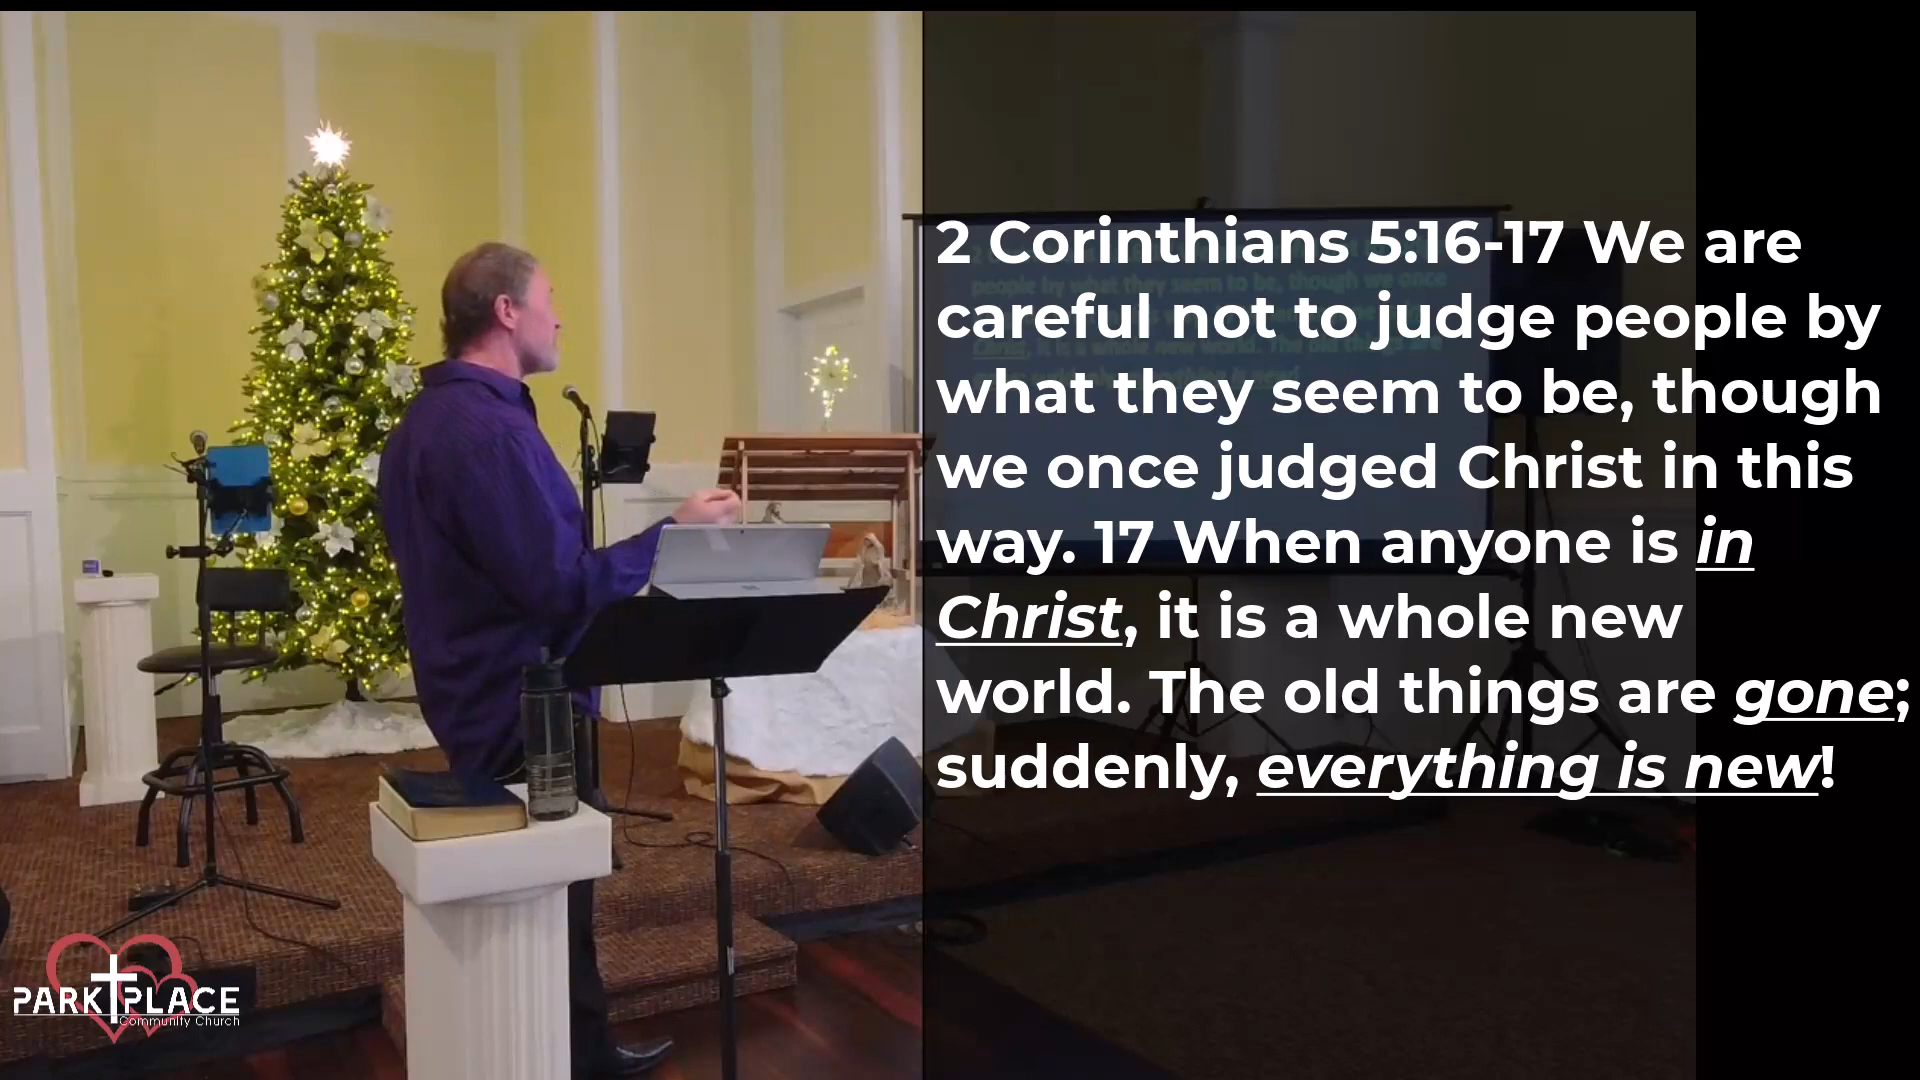 2 Corinthians 5:16-17 We are
careful not to judge people by
what they seem to be, though
we once judged Christ in this
way. 17 When anyone is in
Christ, it is a whole new
world. The old things are gone;
suddenly, everything is new!
PARK PLACE
Community Church